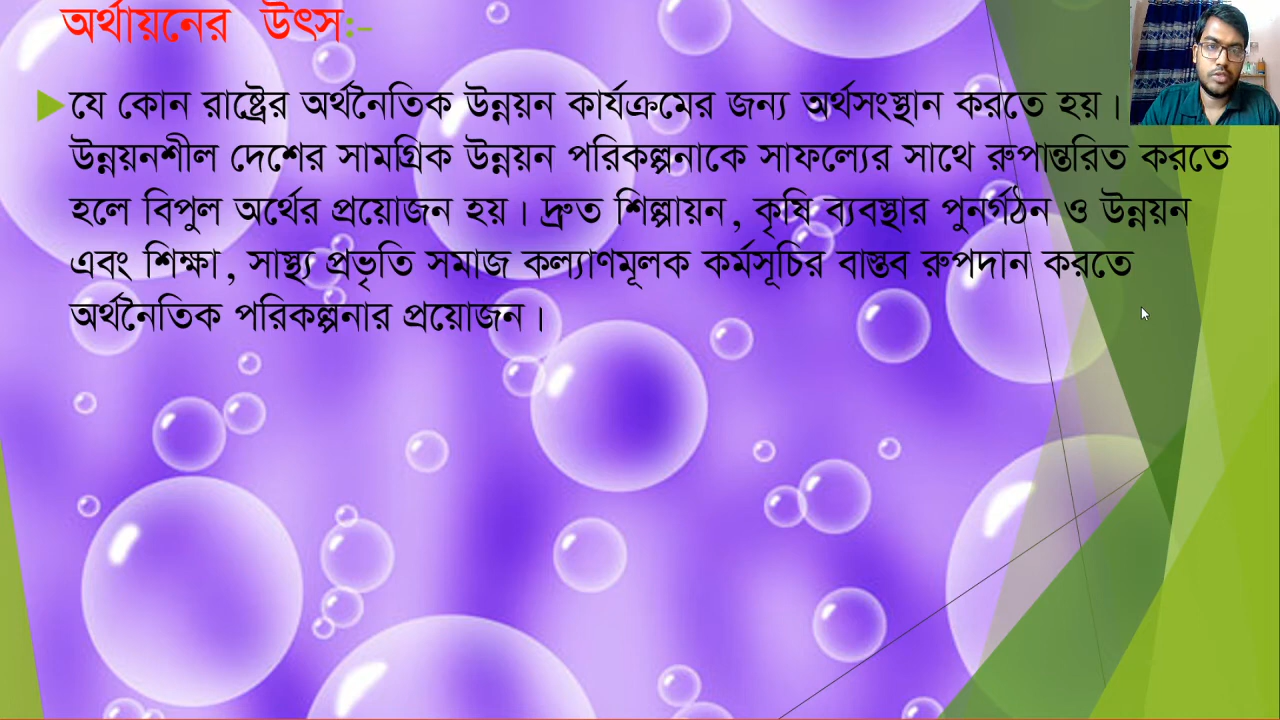 অর্থায়নের উৎস:-
যে কোন রাষ্ট্রের অর্থনৈতিক উন্নয়ন কার্যক্রমের জন্য অর্থসংস্থান করতে হয়।
উন্নয়নশীল দেশের সামগ্রিক উন্নয়ন পরিকল্পনাকে সাফল্যের সাথে রুপান্তরিত করতে
হলে বিপুল অর্থের প্রয়োজন হয়। দ্রুত শিল্পায়ন, কৃষি ব্যবস্থার পুনর্গঠন ও উন্নয়ন
এবং শিক্ষা, সাস্থ্য প্রভৃতি সমাজ কল্যাণমূলক কর্মসূচির বাস্তব রুপদান করতে
অর্থনৈতিক পরিকল্পনার প্রয়োজন।